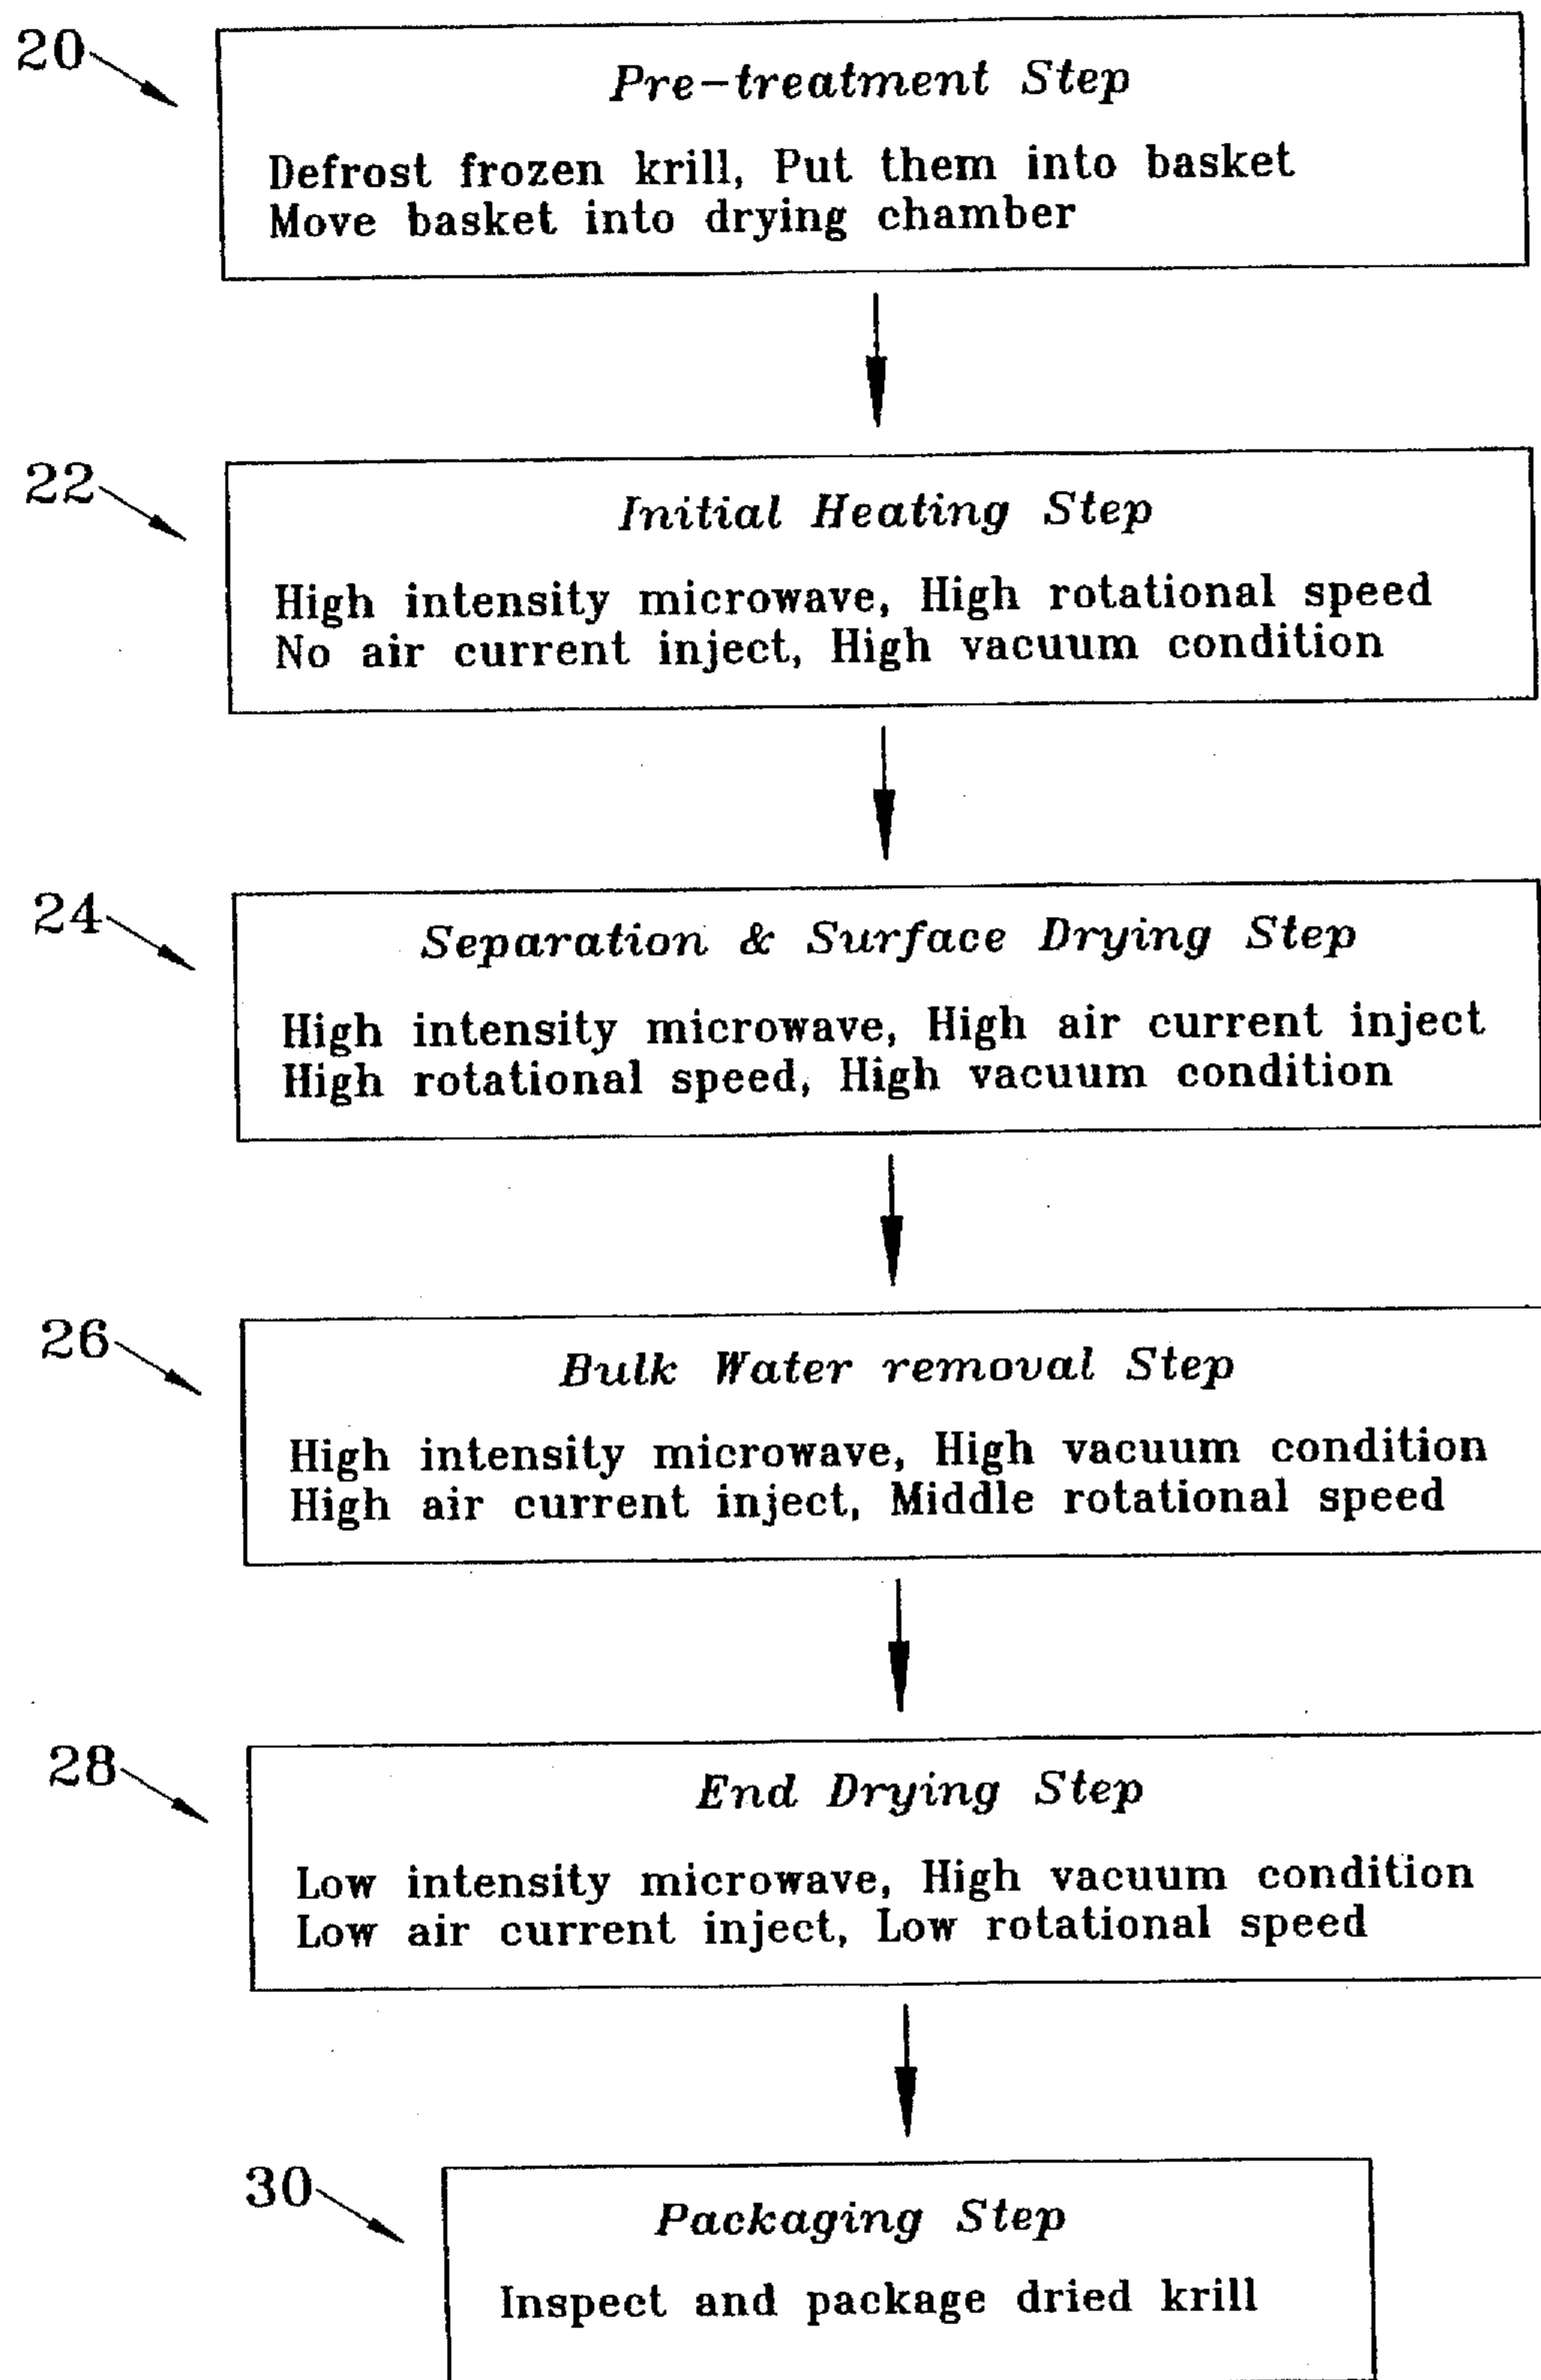 20
Pre-treatment Step
Defrost frozen krill, Put them into basket
Move basket into drying chamber
22
Initial Heating Step
High intensity microwave, High rotational speed
No air current inject, High vacuum condition
24
Separation & Surface Drying Step
High intensity microwave, High air current inject
High rotational speed, High vacuum condition
26
Bulk Water removal Step
High intensity microwave, High vacuum condition
High air current inject, Middle rotational speed
28
End Drying Step
Low intensity microwave, High vacuum condition
Low air current inject, Low rotational speed
30
Packaging Step
Inspect and package dried krill